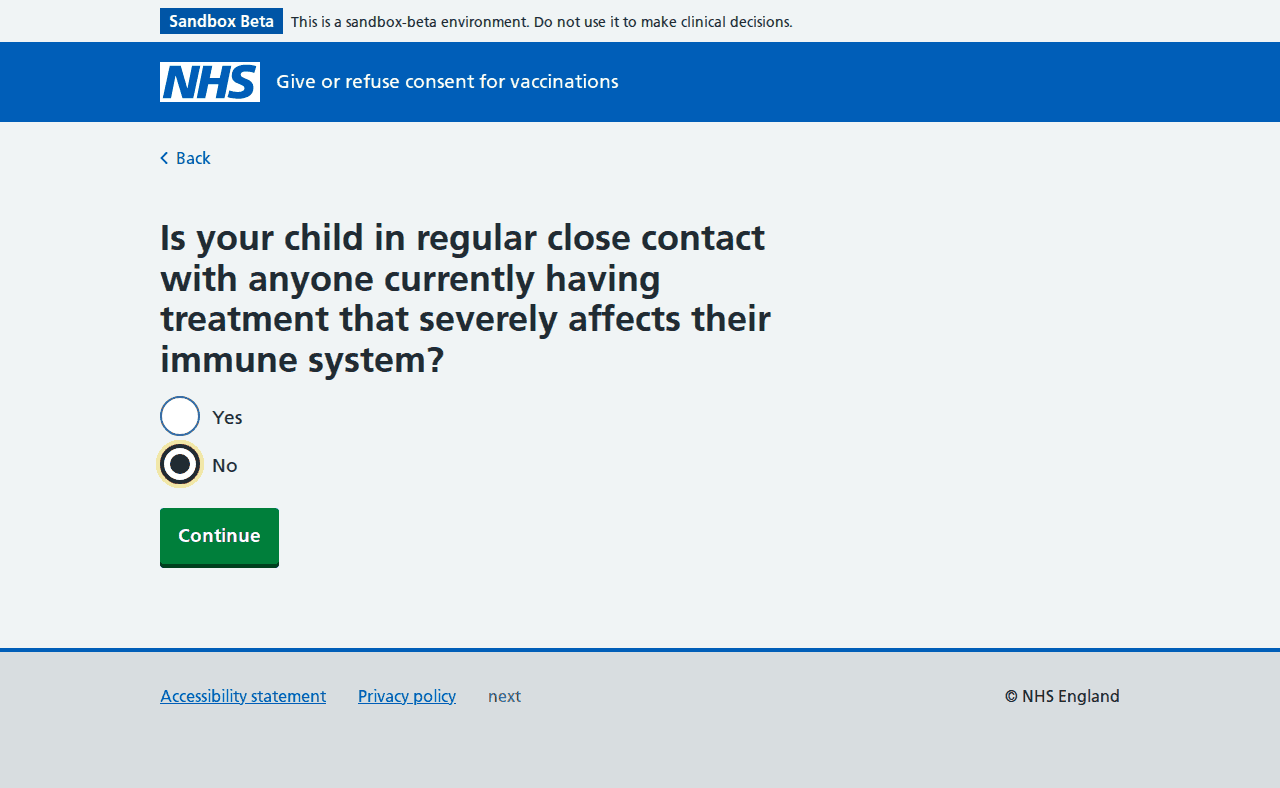 Sandbox Beta This is a sandbox-beta environment. Do not use it to make clinical decisions.
NHS Give or refuse consent for vaccinations
Back
Is your child in regular close contact
with anyone currently having
treatment that severely affects their
immune system?
Yes
No
Continue
Accessibility statement Privacy policy next © NHS England